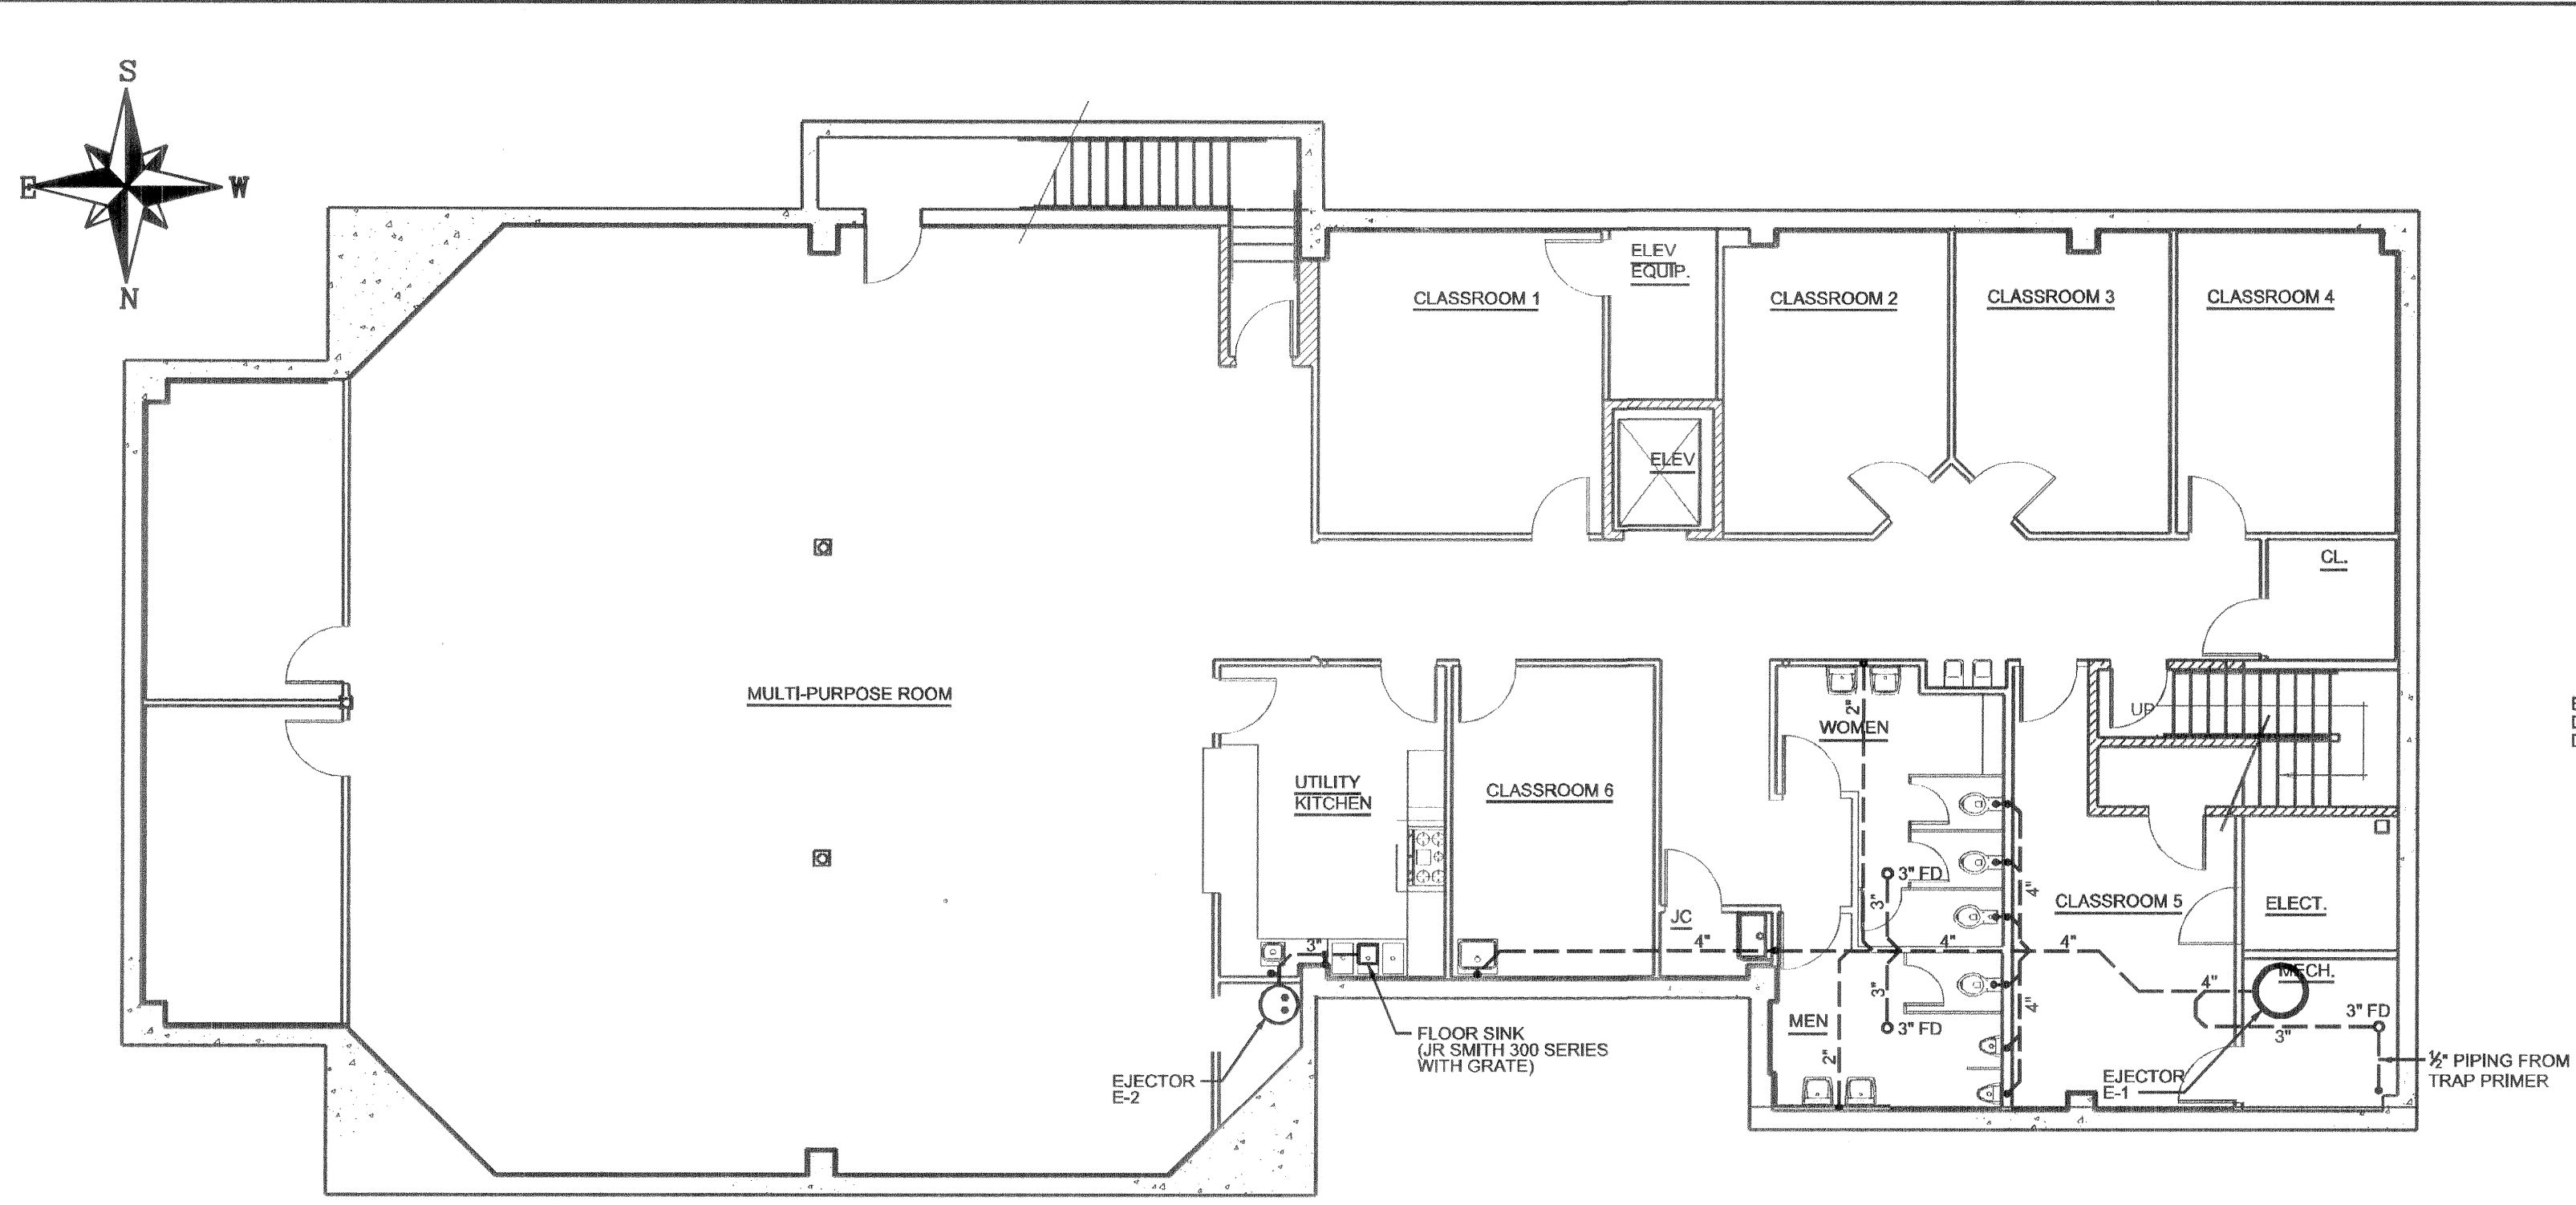 S
E
W
N
ELEV
EQUIP.
CLASSROOM 1
CLASSROOM 2
CLASSROOM 3
CLASSROOM 4
ELEV
CL.
MULTI-PURPOSE ROOM
UP
2"
WOMEN
UTILITY
KITCHEN
CLASSROOM 6
3" FD
4"
3"
CLASSROOM 5
ELECT.
JC
3"
4"
4"
4"
MECH.
4"
3"
4"
MEN
3" FD
3" FD
3"
2"
FLOOR SINK
(JR SMITH 300 SERIES
WITH GRATE)
EJECTOR
E-2
EJECTOR
E-1
½" PIPING FROM
TRAP PRIMER